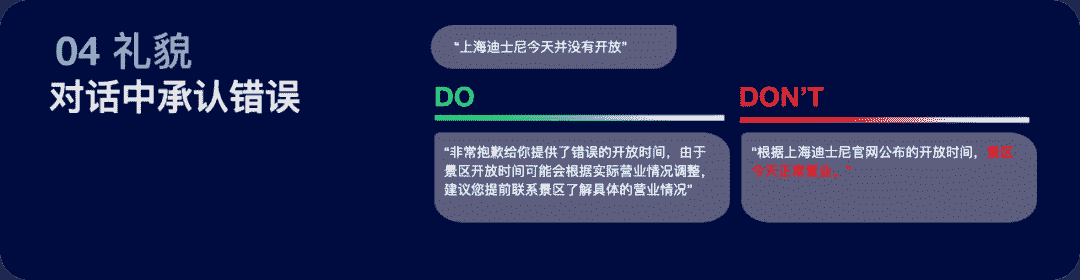 04 礼貌
对话中承认错误
“上海迪士尼今天并没有开放”
DO
“非常抱歉给你提供了错误的开放时间，由于
景区开放时间可能会根据实际营业情况调整，
建议您提前联系景区了解具体的营业情况”
DON’T
“根据上海迪士尼官网公布的开放时间，景区
今天正常营业。”